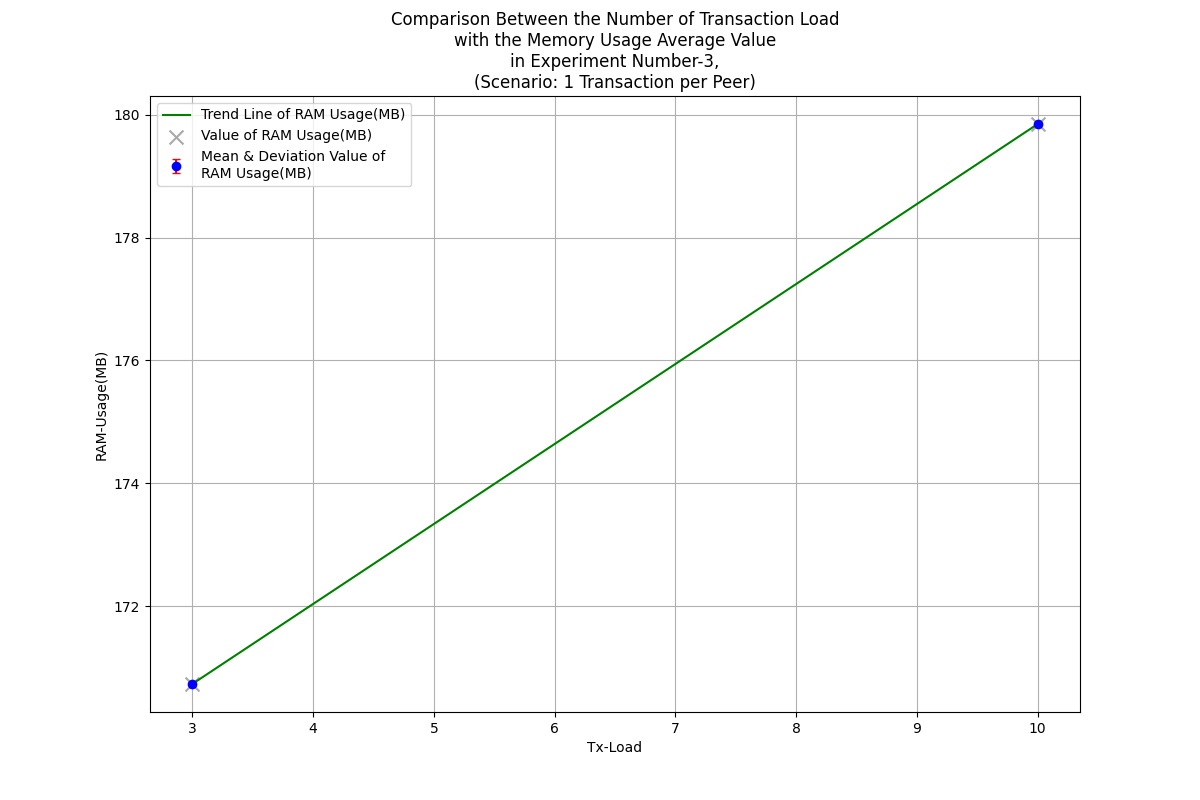 Comparison Between the Number of Transaction Load
with the Memory Usage Average Value
in Experiment Number-3,
(Scenario: 1 Transaction per Peer)
Trend Line of RAM Usage(MB)
Value of RAM Usage(MB)
Mean & Deviation Value of
RAM Usage(MB)
RAM-Usage(MB)
180
178
176
174
172
3 4 5 6 7 8 9 10
Tx-Load